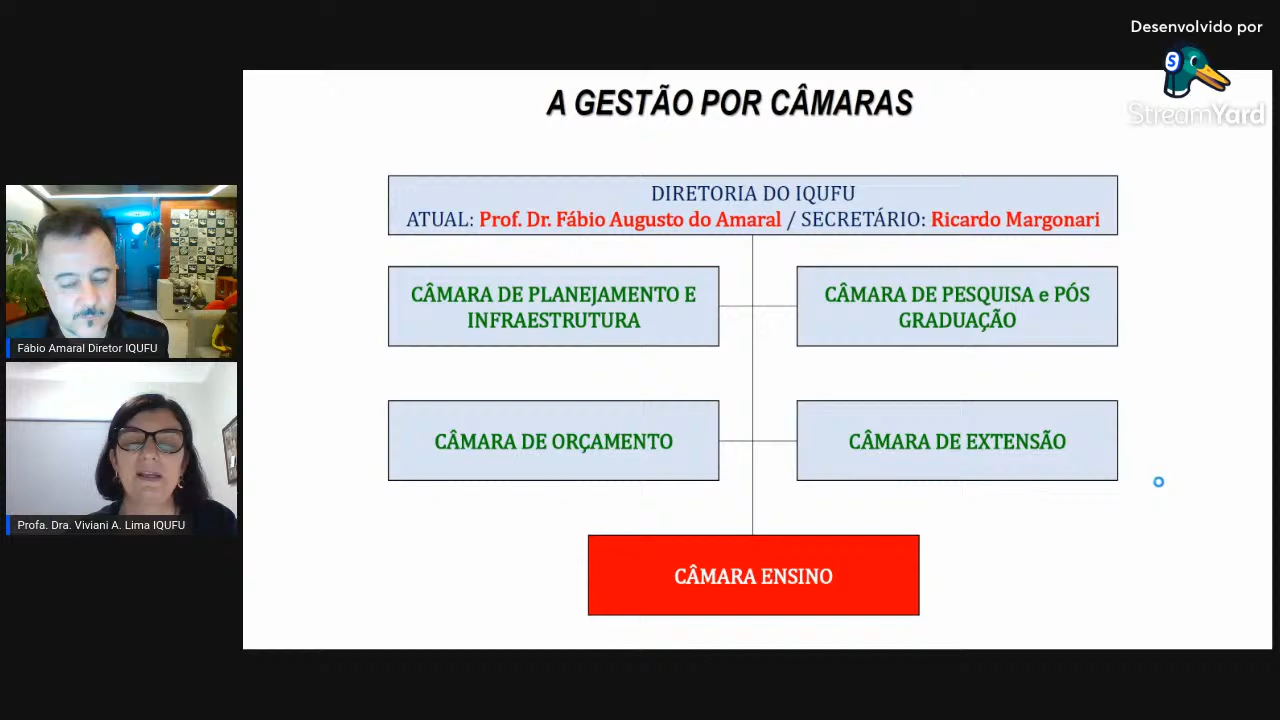 Desenvolvido por
S
StreamYard
A GESTÃO POR CÂMARAS
DIRETORIA DO IQUFU
ATUAL: Prof. Dr. Fábio Augusto do Amaral / SECRETÁRIO: Ricardo Margonari
CÂMARA DE PLANEJAMENTO E
INFRAESTRUTURA
CÂMARA DE PESQUISA e PÓS
GRADUAÇÃO
CÂMARA DE ORÇAMENTO
CÂMARA DE EXTENSÃO
CÂMARA ENSINO
Fábio Amaral Diretor IQUFU
Profa. Dra. Viviani A. Lima IQUFU